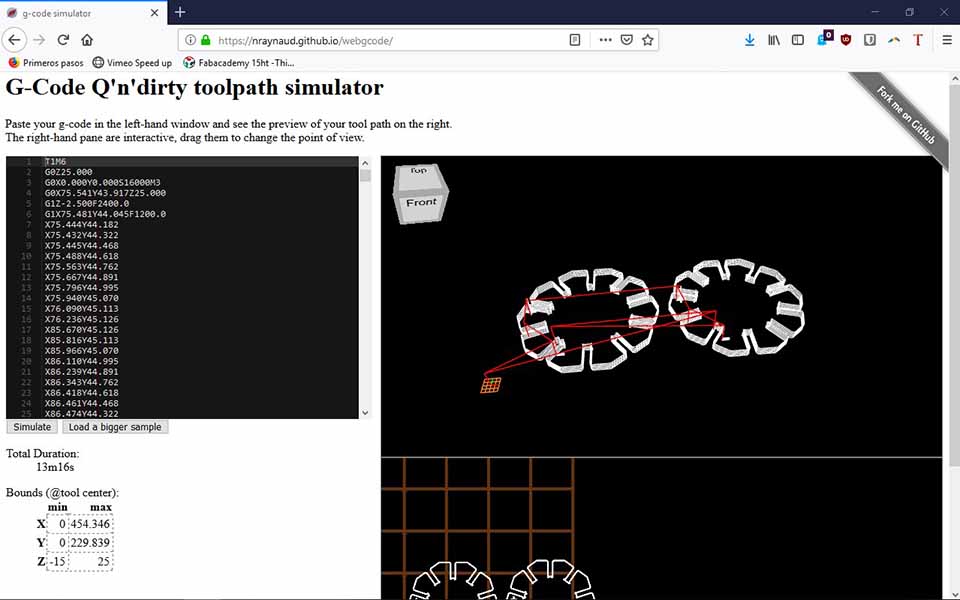 g-code simulator
https://nraynaud.github.io/webgcode/
0
Primeros pasos
Vimeo Speed up
Fabacademy 15ht -Thi...
G-Code Q'n'dirty toolpath simulator
Fork me on GitHub
Paste your g-code in the left-hand window and see the preview of your tool path on the right.
The right-hand pane are interactive, drag them to change the point of view.
1 T1M6
2 G0Z25.000
3 G0X0.000Y0.000S16000M3
4 G0X75.541Y43.917Z25.000
5 G1Z-2.500F2400.0
6 G1X75.481Y44.045F1200.0
7 X75.444Y44.182
8 X75.432Y44.322
9 X75.445Y44.468
10 X75.488Y44.618
11 X75.563Y44.762
12 X75.667Y44.891
13 X75.796Y44.995
14 X75.940Y45.070
15 X76.090Y45.113
16 X76.236Y45.126
17 X85.670Y45.126
18 X85.816Y45.113
19 X85.966Y45.070
20 X86.110Y44.995
21 X86.239Y44.891
22 X86.343Y44.762
23 X86.418Y44.618
24 X86.461Y44.468
25 X86.474Y44.322
Top
Front
Simulate
Load a bigger sample
Total Duration:
13m16s
Bounds (@tool center):
min max
X 0 454.346
Y 0 229.839
Z -15 25